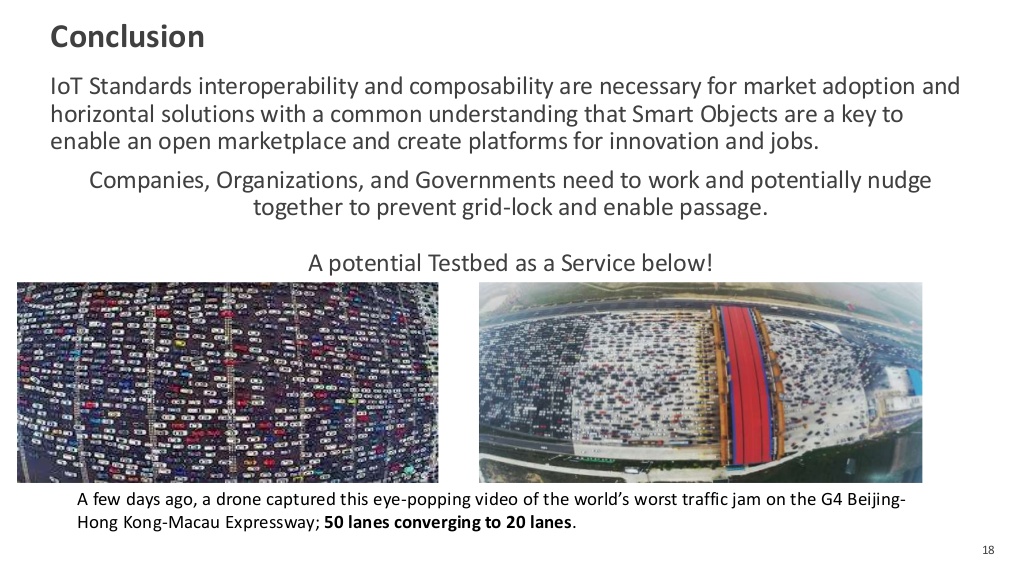 Conclusion
IoT Standards interoperability and composability are necessary for market adoption and
horizontal solutions with a common understanding that Smart Objects are a key to
enable an open marketplace and create platforms for innovation and jobs.
Companies, Organizations, and Governments need to work and potentially nudge
together to prevent grid-lock and enable passage.
A potential Testbed as a Service below!
A few days ago, a drone captured this eye-popping video of the world’s worst traffic jam on the G4 Beijing-
Hong Kong-Macau Expressway; 50 lanes converging to 20 lanes.
18